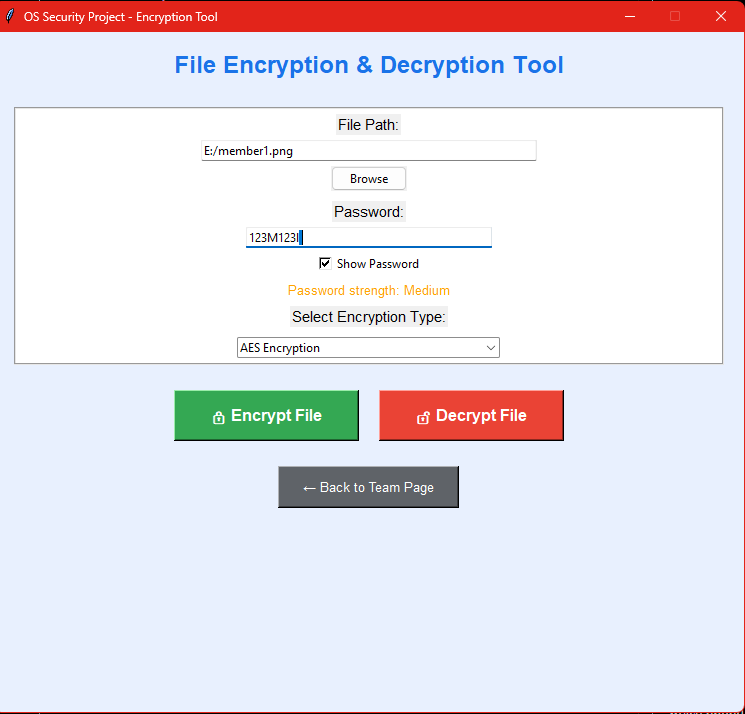 OS Security Project - Encryption Tool
File Encryption & Decryption Tool
File Path:
E:/member1.png
Browse
Password:
Show Password
Password strength: Medium
Select Encryption Type:
AES Encryption
Encrypt File
Decrypt File
← Back to Team Page